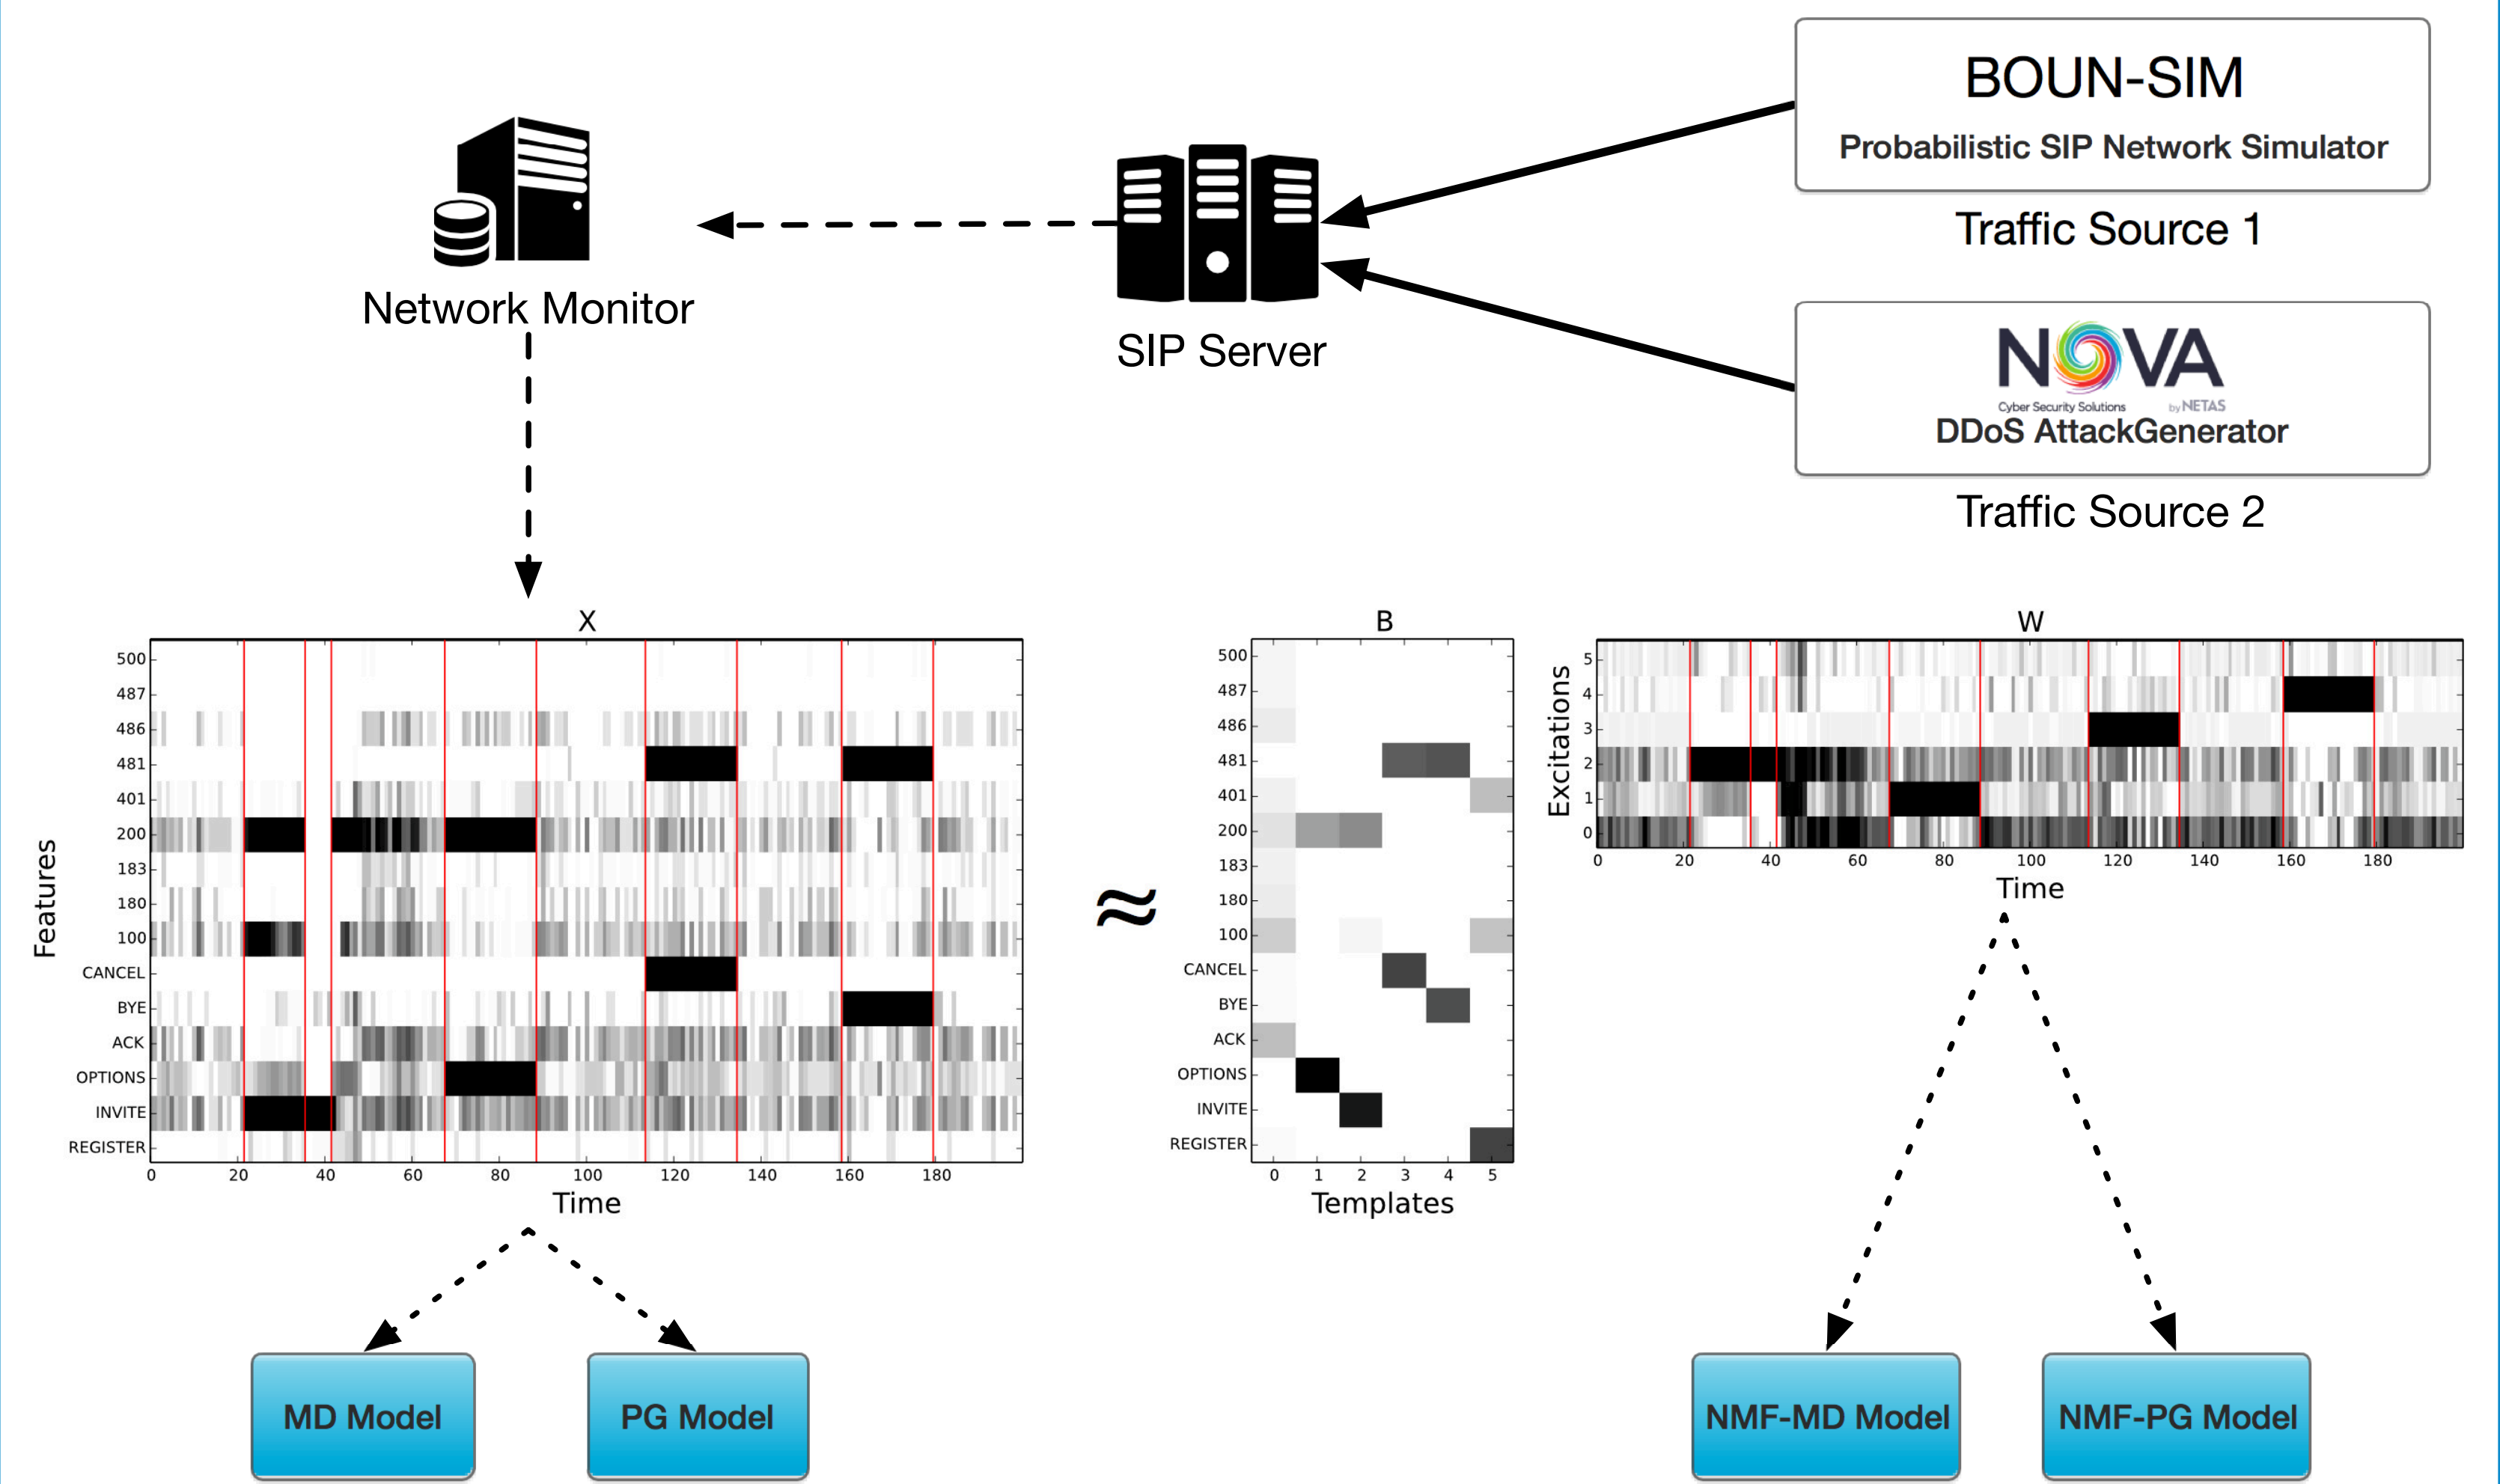 BOUN-SIM
Probabilistic SIP Network Simulator
Traffic Source 1
Network Monitor
SIP Server
NOVA
Cyber Security Solutions by NETAS
DDoS AttackGenerator
Traffic Source 2
X
500
487
486
481
401
200
183
180
100
CANCEL
BYE
ACK
OPTIONS
INVITE
REGISTER
Features
0 20 40 60 80 100 120 140 160 180
Time
≈
B
500
487
486
481
401
200
183
180
100
CANCEL
BYE
ACK
OPTIONS
INVITE
REGISTER
0 1 2 3 4 5
Templates
W
5
4
3
2
1
0
Excitations
0 20 40 60 80 100 120 140 160 180
Time
MD Model
PG Model
NMF-MD Model
NMF-PG Model